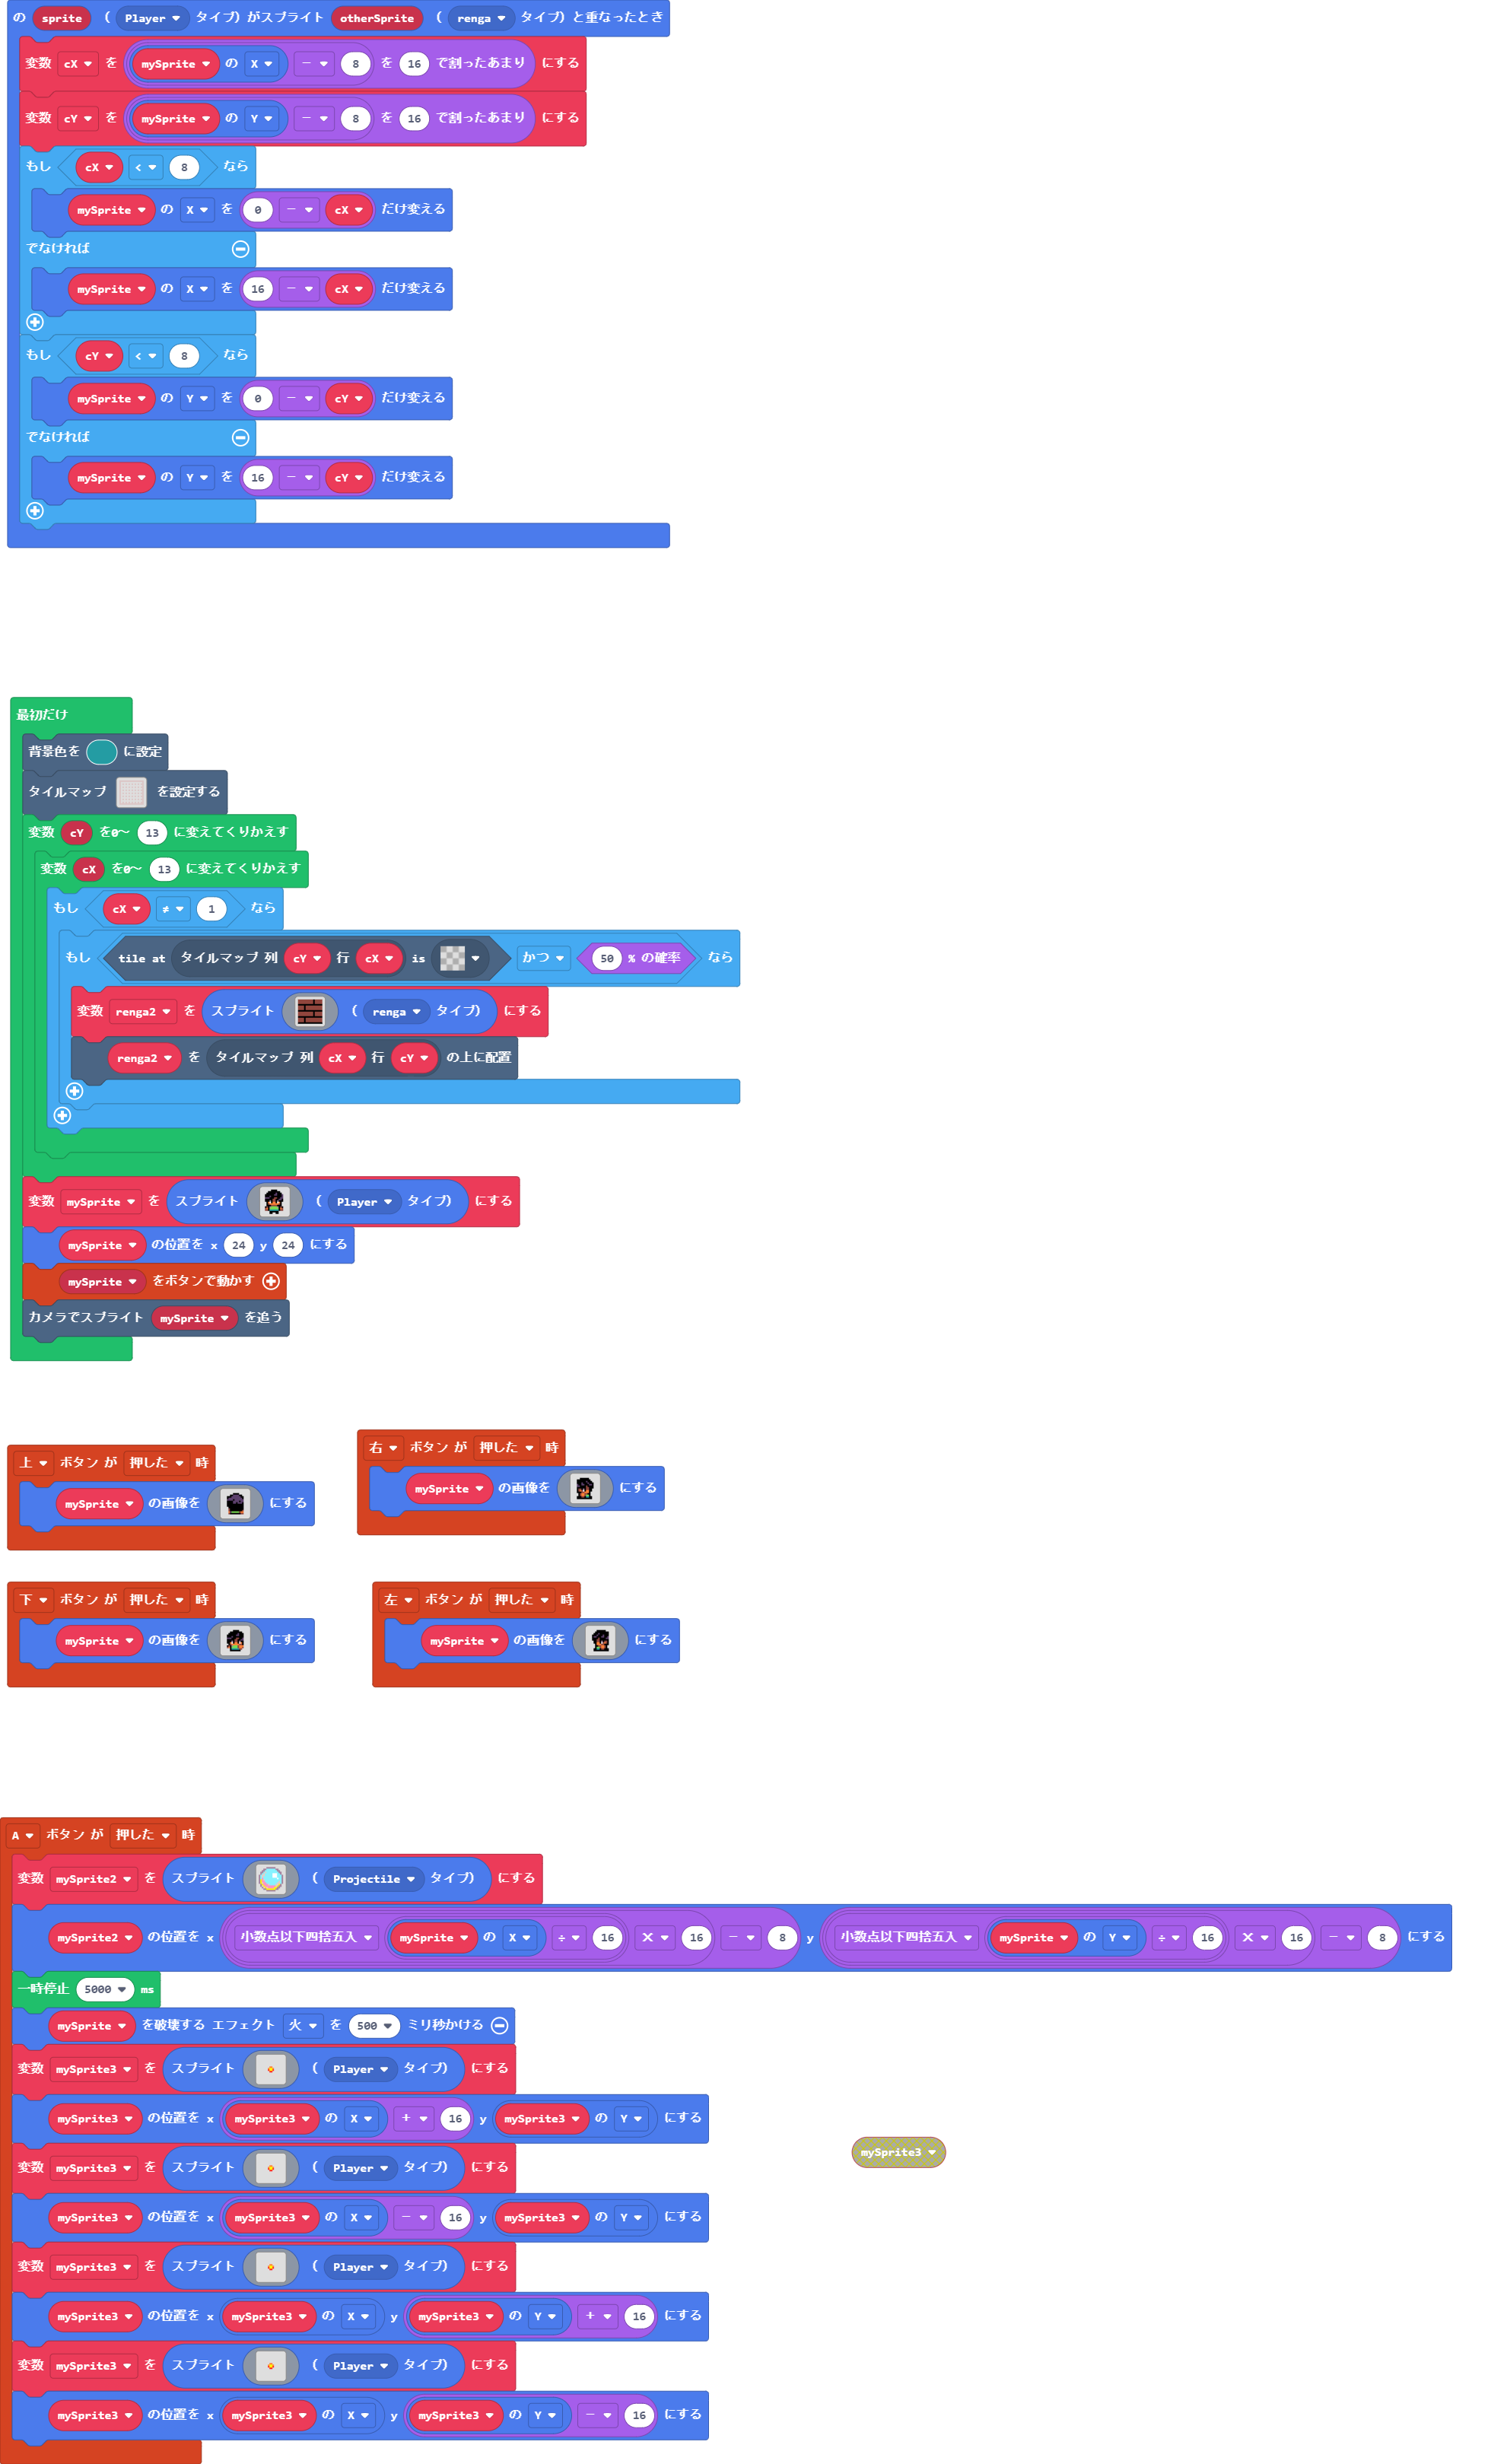 の sprite ( Player タイプ) がスプライト otherSprite ( renga タイプ) と重なったとき
変数 cX を mySprite の X - 8 を 16 で割ったあまり にする
変数 cY を mySprite の Y - 8 を 16 で割ったあまり にする
もし cX < 8 なら
mySprite の X を 0 - cX だけ変える
でなければ
mySprite の X を 16 - cX だけ変える
もし cY < 8 なら
mySprite の Y を 0 - cY だけ変える
でなければ
mySprite の Y を 16 - cY だけ変える
最初だけ
背景色を に設定
タイルマップ を設定する
変数 cY を0〜 13 に変えてくりかえす
変数 cX を0〜 13 に変えてくりかえす
もし cX ≠ 1 なら
もし tile at タイルマップ 列 cY 行 cX is かつ 50 % の確率 なら
変数 renga2 を スプライト ( renga タイプ) にする
renga2 を タイルマップ 列 cX 行 cY の上に配置
変数 mySprite を スプライト ( Player タイプ) にする
mySprite の位置を x 24 y 24 にする
mySprite をボタンで動かす
カメラでスプライト mySprite を追う
上 ボタン が 押した 時
mySprite の画像を にする
右 ボタン が 押した 時
mySprite の画像を にする
下 ボタン が 押した 時
mySprite の画像を にする
左 ボタン が 押した 時
mySprite の画像を にする
A ボタン が 押した 時
変数 mySprite2 を スプライト ( Projectile タイプ) にする
mySprite2 の位置を x 小数点以下四捨五入 mySprite の X ÷ 16 × 16 - 8 y 小数点以下四捨五入 mySprite の Y ÷ 16 × 16 - 8 にする
一時停止 5000 ms
mySprite を破壊する エフェクト 火 を 500 ミリ秒かける
変数 mySprite3 を スプライト ( Player タイプ) にする
mySprite3 の位置を x mySprite3 の X + 16 y mySprite3 の Y にする
mySprite3
変数 mySprite3 を スプライト ( Player タイプ) にする
mySprite3 の位置を x mySprite3 の X - 16 y mySprite3 の Y にする
変数 mySprite3 を スプライト ( Player タイプ) にする
mySprite3 の位置を x mySprite3 の X y mySprite3 の Y + 16 にする
変数 mySprite3 を スプライト ( Player タイプ) にする
mySprite3 の位置を x mySprite3 の X y mySprite3 の Y - 16 にする